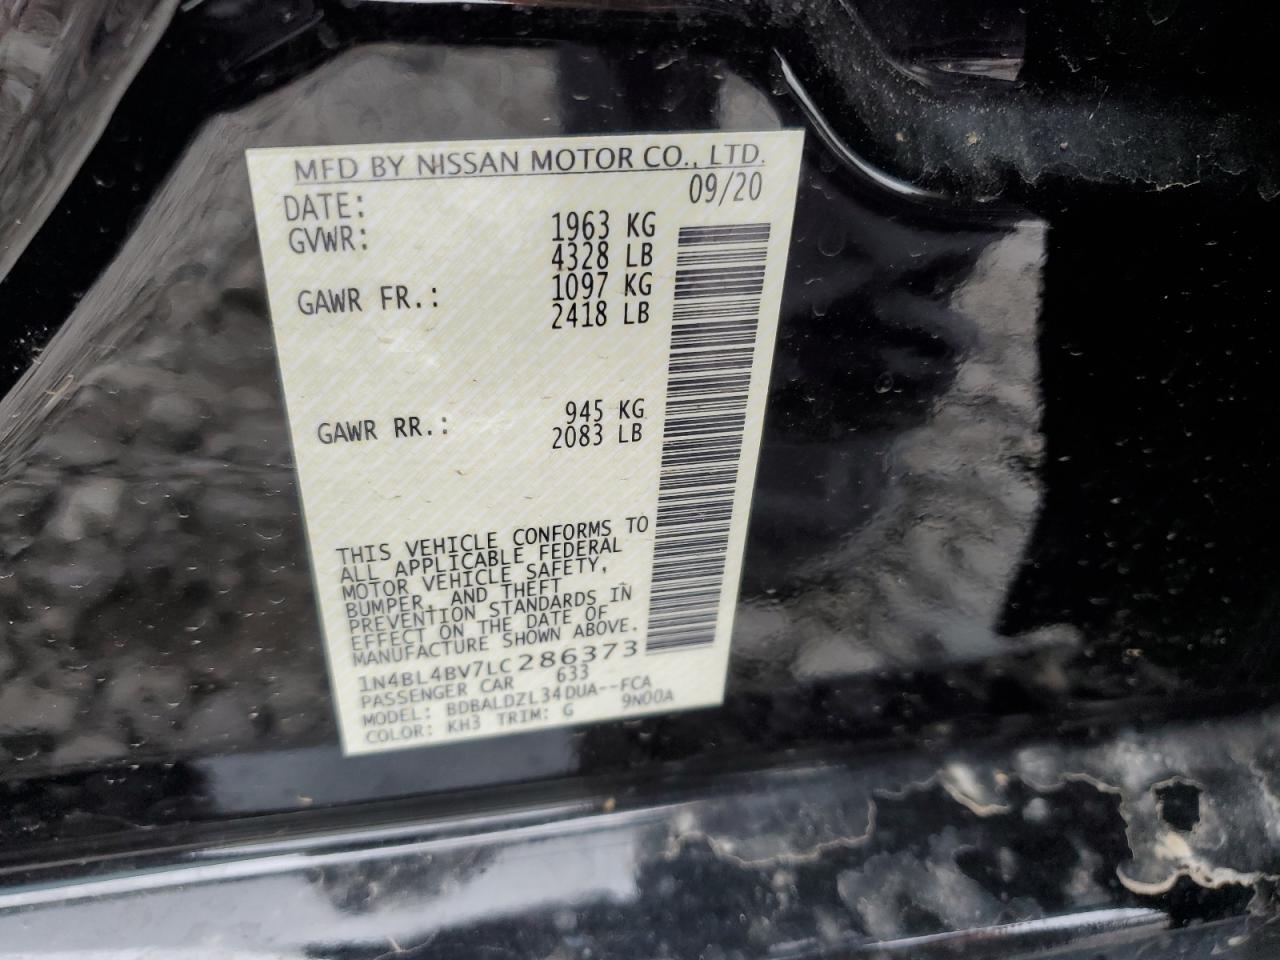 MFD BY NISSAN MOTOR CO., LTD.
DATE: 09/20
GVWR: 1963 KG
4328 LB
GAWR FR.: 1097 KG
2418 LB
GAWR RR.: 945 KG
2083 LB
THIS VEHICLE CONFORMS TO
ALL APPLICABLE FEDERAL
MOTOR VEHICLE SAFETY,
BUMPER, AND THEFT
PREVENTION STANDARDS IN
EFFECT ON THE DATE OF
MANUFACTURE SHOWN ABOVE.
1N4BL4BV7LC286373
PASSENGER CAR 633
MODEL: BDBALDZL34DUA--FCA
COLOR: KH3 TRIM: G 9N00A